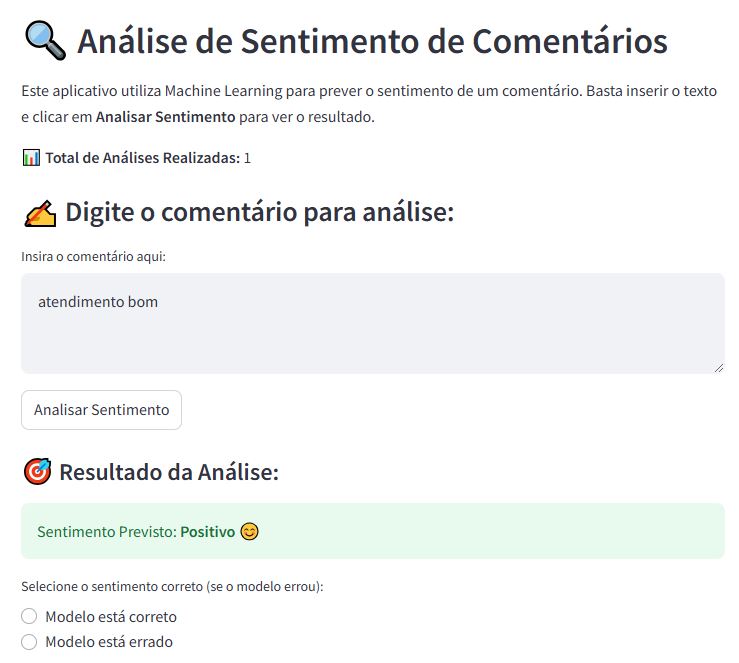 Análise de Sentimento de Comentários
Este aplicativo utiliza Machine Learning para prever o sentimento de um comentário. Basta inserir o texto
e clicar em Analisar Sentimento para ver o resultado.
Total de Análises Realizadas: 1
Digite o comentário para análise:
Insira o comentário aqui:
atendimento bom
Analisar Sentimento
Resultado da Análise:
Sentimento Previsto: Positivo 😊
Selecione o sentimento correto (se o modelo errou):
Modelo está correto
Modelo está errado